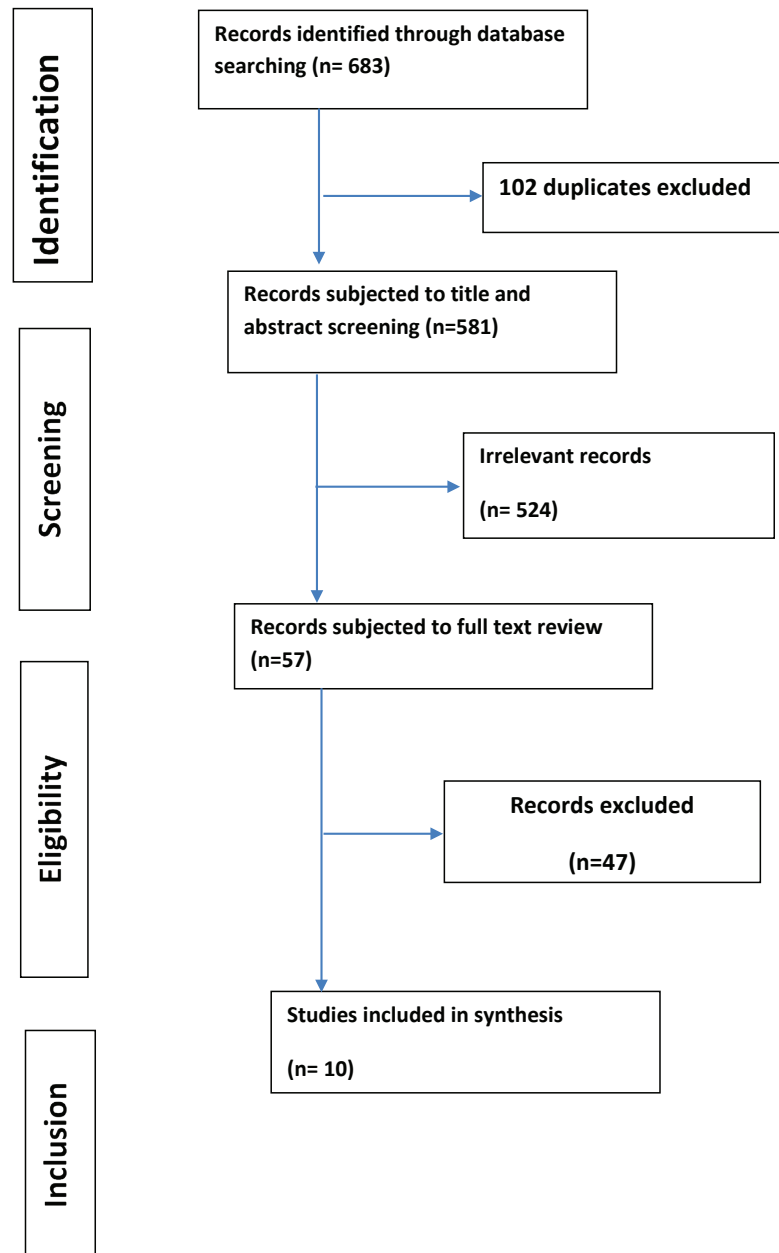 Identification
Records identified through database
searching (n= 683)
102 duplicates excluded
Records subjected to title and
abstract screening (n=581)
Screening
Irrelevant records
(n= 524)
Records subjected to full text review
(n=57)
Eligibility
Records excluded
(n=47)
Studies included in synthesis
(n= 10)
Inclusion